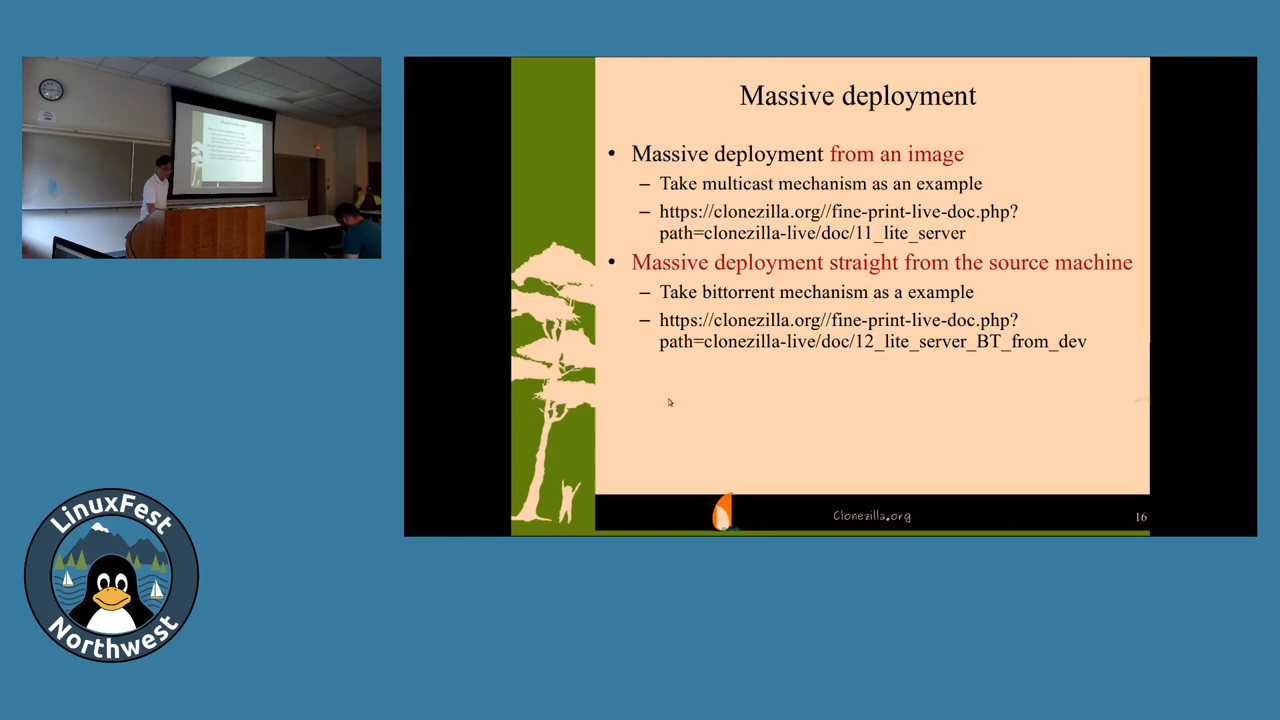 Massive deployment
• Massive deployment from an image
– Take multicast mechanism as an example
– https://clonezilla.org//fine-print-live-doc.php?
path=clonezilla-live/doc/11_lite_server
• Massive deployment straight from the source machine
– Take bittorrent mechanism as a example
– https://clonezilla.org//fine-print-live-doc.php?
path=clonezilla-live/doc/12_lite_server_BT_from_dev
Clonezilla.org
16
LinuxFest
Northwest